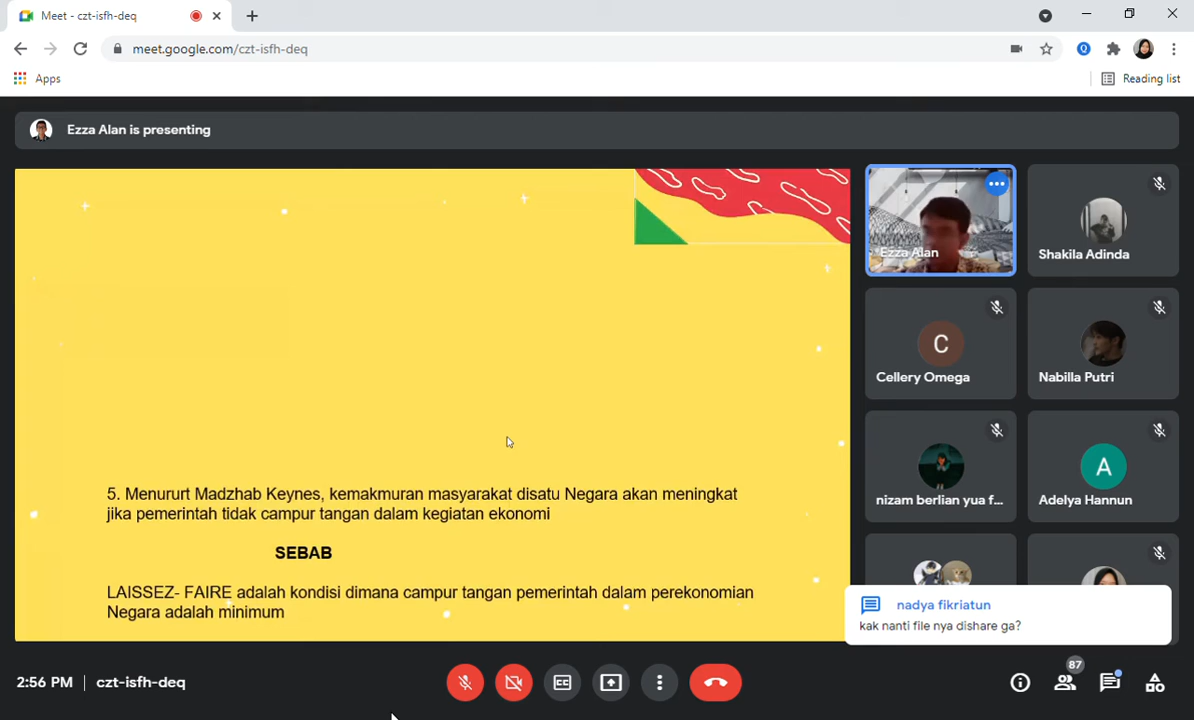 Meet - czt-isfh-deq
meet.google.com/czt-isfh-deq
Apps
Reading list
Ezza Alan is presenting
Ezza Alan
Shakila Adinda
Cellery Omega
Nabilla Putri
nizam berlian yua f...
Adelya Hannun
C
A
5. Menururt Madzhab Keynes, kemakmuran masyarakat disatu Negara akan meningkat
jika pemerintah tidak campur tangan dalam kegiatan ekonomi
SEBAB
LAISSEZ- FAIRE adalah kondisi dimana campur tangan pemerintah dalam perekonomian
Negara adalah minimum
nadya fikriatun
kak nanti file nya dishare ga?
2:56 PM | czt-isfh-deq
87